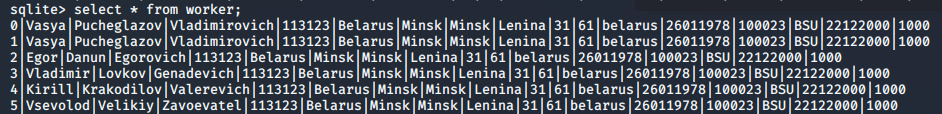 sqlite> select * from worker;
0|Vasya|Pucheglazov|Vladimirovich|113123|Belarus|Minsk|Minsk|Lenina|31|61|belarus|26011978|100023|BSU|22122000|1000
1|Vasya|Pucheglazov|Vladimirovich|113123|Belarus|Minsk|Minsk|Lenina|31|61|belarus|26011978|100023|BSU|22122000|1000
2|Egor|Danun|Egorovich|113123|Belarus|Minsk|Minsk|Lenina|31|61|belarus|26011978|100023|BSU|22122000|1000
3|Vladimir|Lovkov|Genadevich|113123|Belarus|Minsk|Minsk|Lenina|31|61|belarus|26011978|100023|BSU|22122000|1000
4|Kirill|Krakodilov|Valerevich|113123|Belarus|Minsk|Minsk|Lenina|31|61|belarus|26011978|100023|BSU|22122000|1000
5|Vsevolod|Velikiy|Zavoevatel|113123|Belarus|Minsk|Minsk|Lenina|31|61|belarus|26011978|100023|BSU|22122000|1000